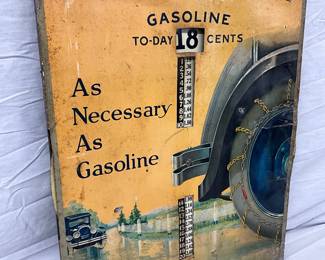 GASOLINE
TO-DAY 18 CENTS
As
Necessary
As
Gasoline